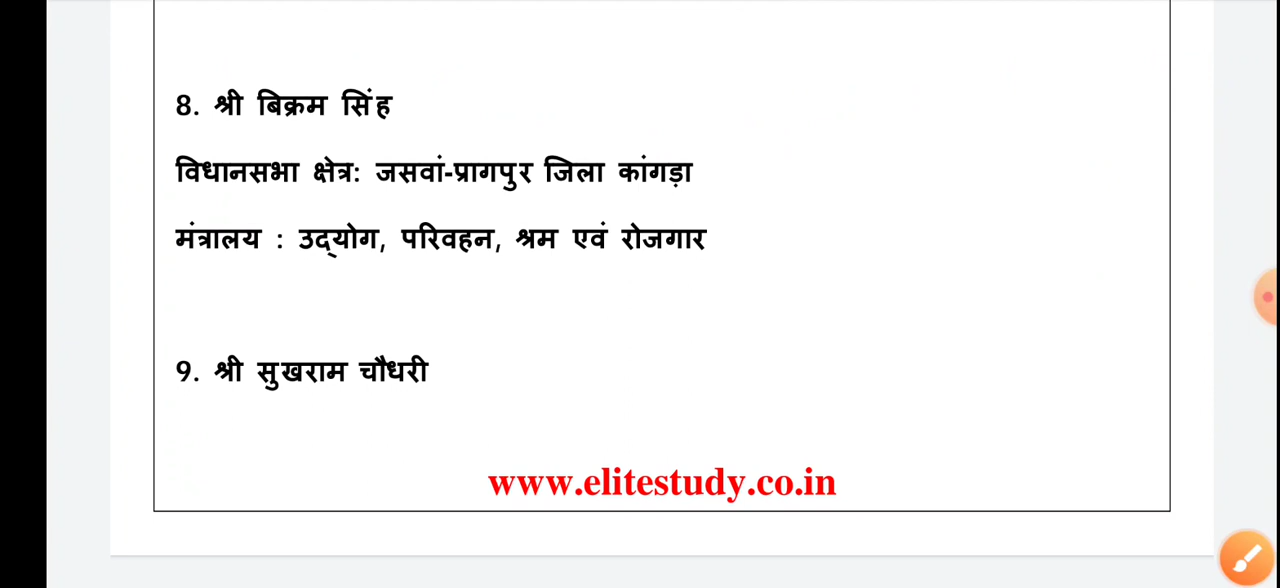 8. श्री बिक्रम सिंह
विधानसभा क्षेत्र: जसवां-प्रागपुर जिला कांगड़ा
मंत्रालय : उद्योग, परिवहन, श्रम एवं रोजगार
9. श्री सुखराम चौधरी
www.elitestudy.co.in